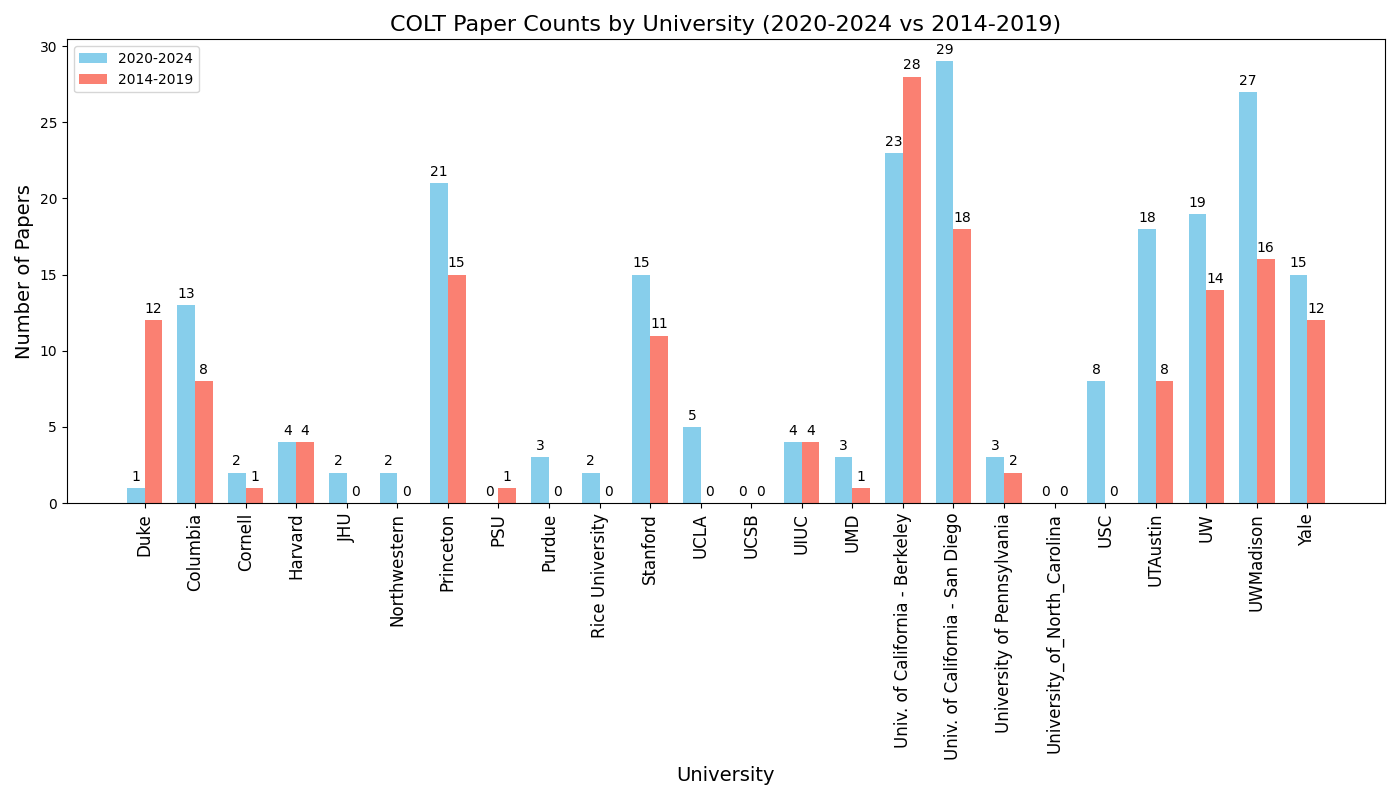 COLT Paper Counts by University (2020-2024 vs 2014-2019)
2020-2024
2014-2019
Number of Papers
30
25
20
15
10
5
0
1 12
13 8
2 1
4 4
2 0
2 0
21 15
0 1
3 0
2 0
15 11
5 0
0 0
4 4
3 1
23 28
29 18
3 2
0 0
8 0
18 8
19 14
27 16
15 12
Duke
Columbia
Cornell
Harvard
JHU
Northwestern
Princeton
PSU
Purdue
Rice University
Stanford
UCLA
UCSB
UIUC
UMD
Univ. of California - Berkeley
Univ. of California - San Diego
University of Pennsylvania
University_of_North_Carolina
USC
UTAustin
UW
UWMadison
Yale
University